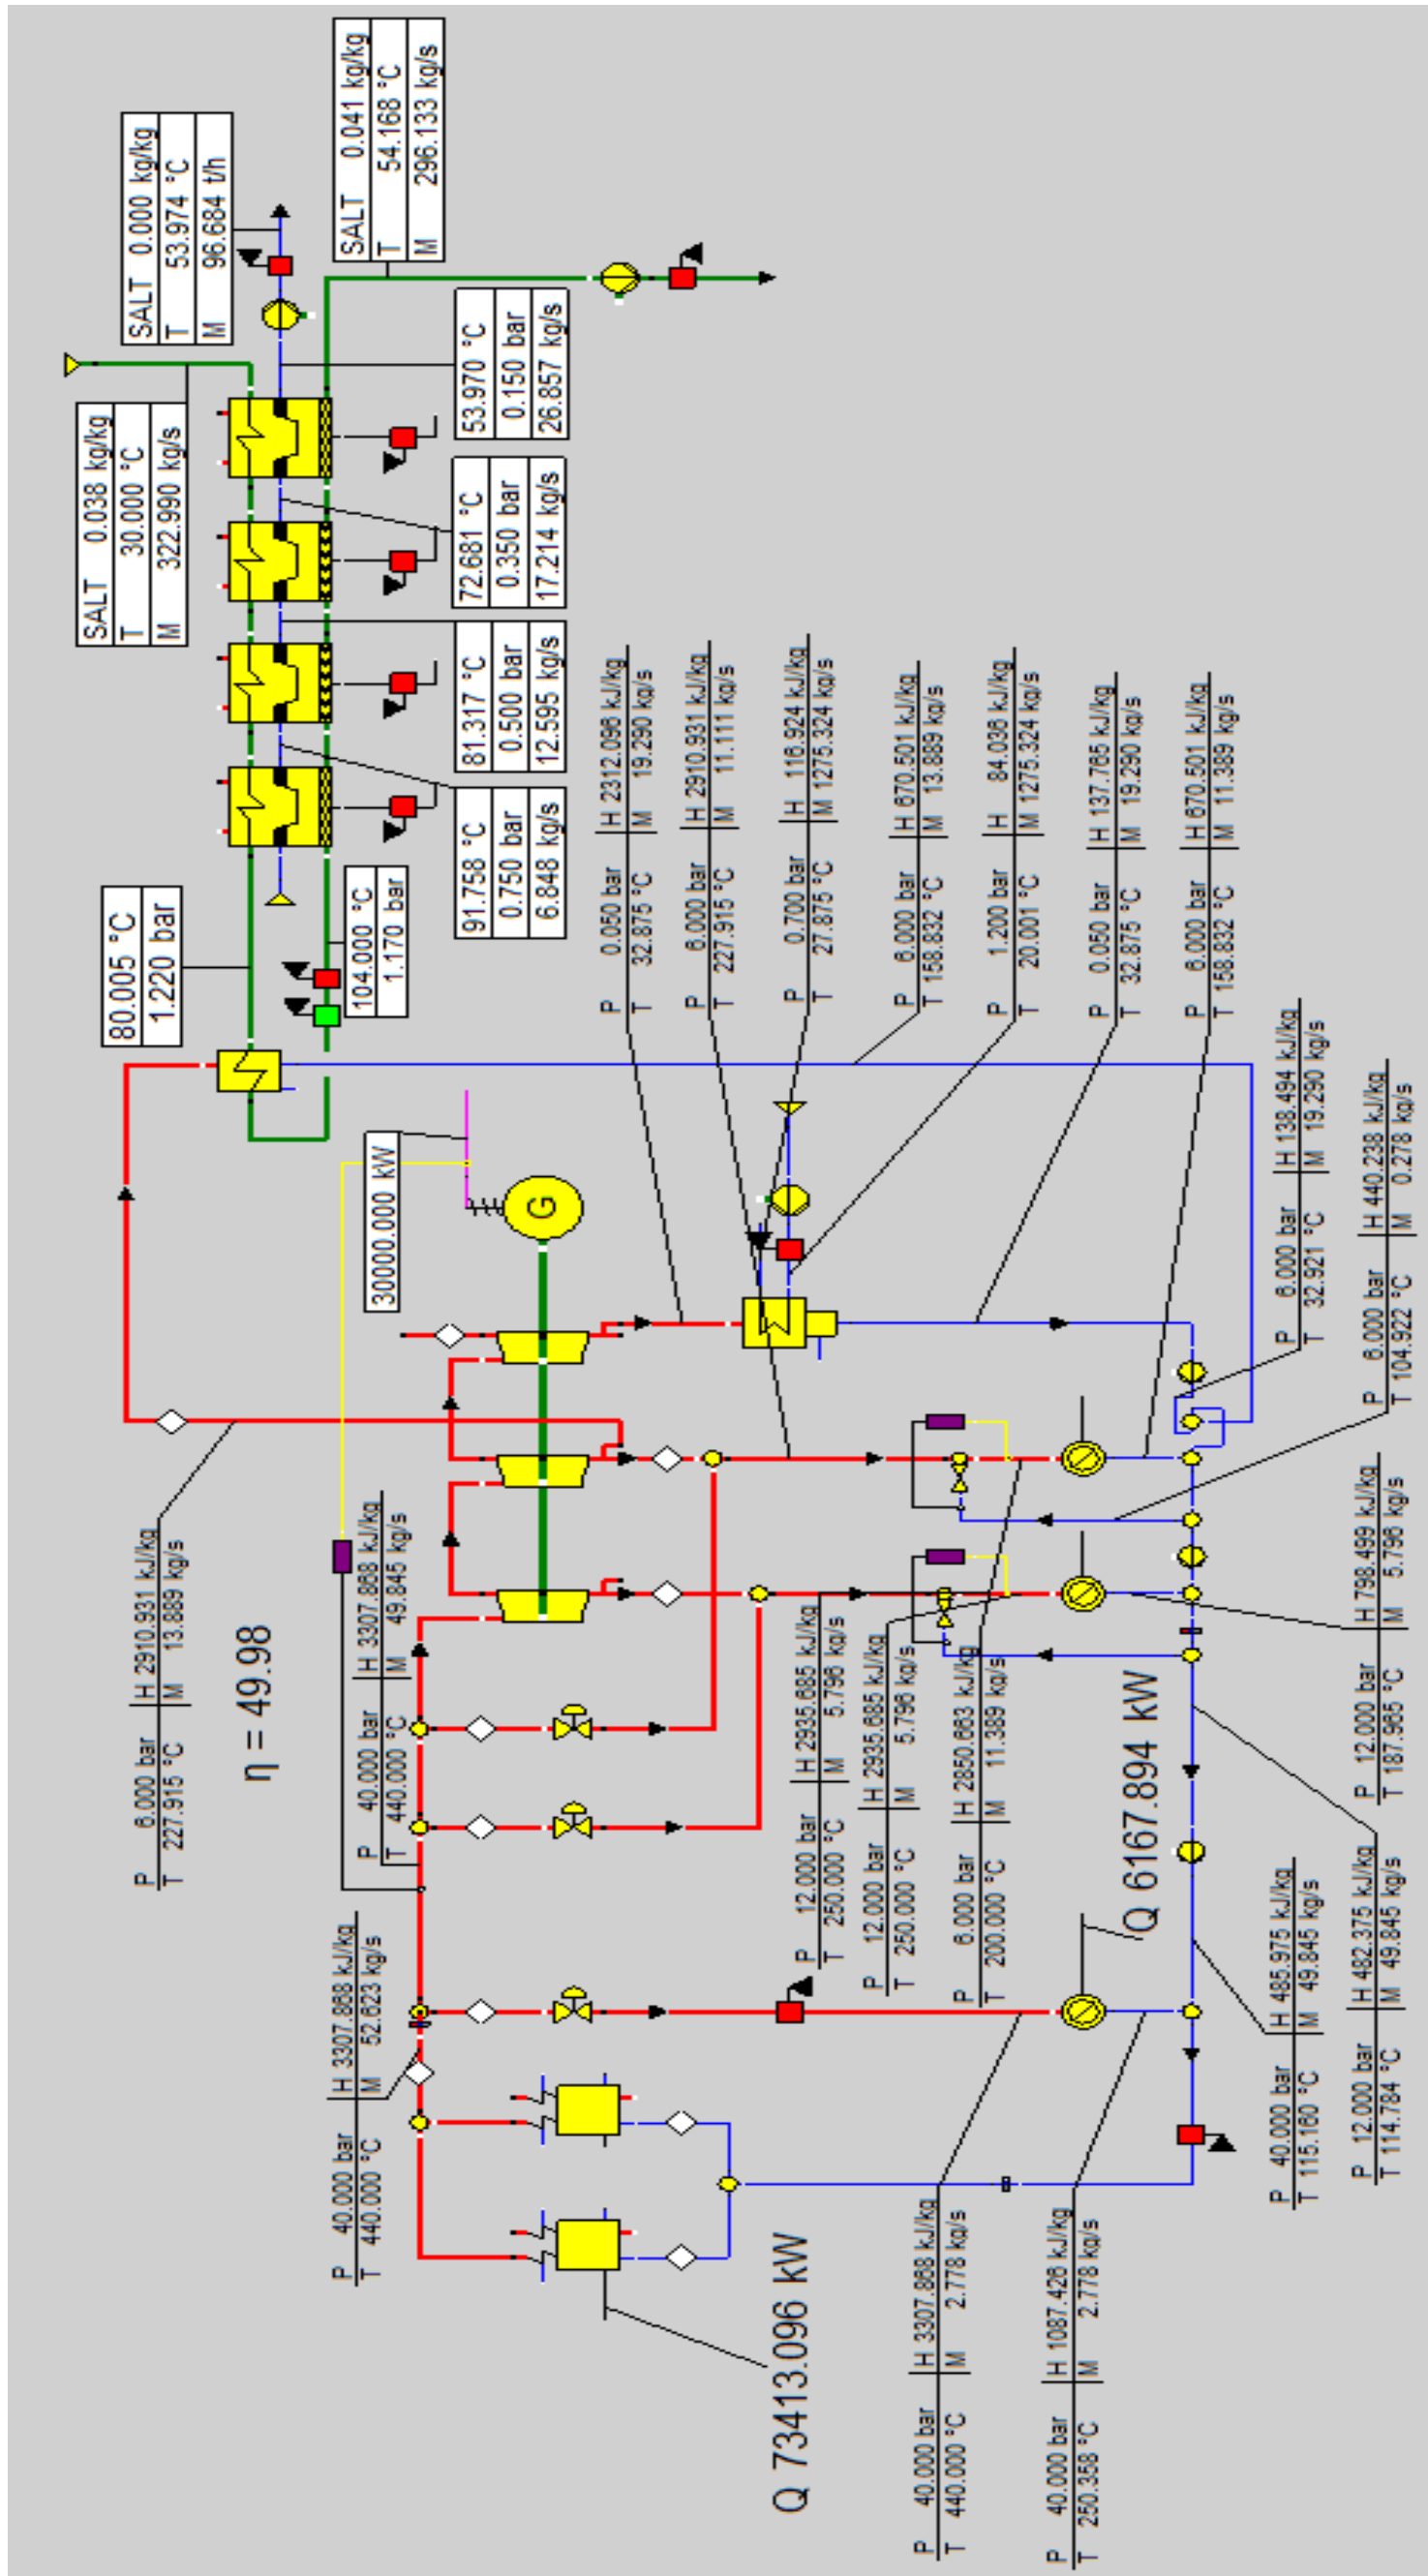 SALT 0.041 kg/kg
T 54.168 °C
M 296.133 kg/s
SALT 0.000 kg/kg
T 53.974 °C
M 96.684 t/h
SALT 0.038 kg/kg
T 30.000 °C
M 322.990 kg/s
53.970 °C
0.150 bar
26.857 kg/s
72.681 °C
0.350 bar
17.214 kg/s
81.317 °C
0.500 bar
12.595 kg/s
91.758 °C
0.750 bar
6.848 kg/s
80.005 °C
1.220 bar
104.000 °C
1.170 bar
30000.000 kW
G
P 6.000 bar H 2910.931 kJ/kg
T 227.915 °C M 13.889 kg/s
η = 49.98
P 40.000 bar H 3307.868 kJ/kg
T 440.000 °C M 52.623 kg/s
P 40.000 bar H 3307.868 kJ/kg
T 440.000 °C M 49.845 kg/s
P 0.050 bar H 2312.096 kJ/kg
T 32.875 °C M 19.290 kg/s
P 6.000 bar H 2910.931 kJ/kg
T 227.915 °C M 11.111 kg/s
P 0.700 bar H 116.924 kJ/kg
T 27.875 °C M 1275.324 kg/s
P 6.000 bar H 670.501 kJ/kg
T 158.832 °C M 13.889 kg/s
P 1.200 bar H 84.036 kJ/kg
T 20.001 °C M 1275.324 kg/s
P 0.050 bar H 137.765 kJ/kg
T 32.875 °C M 19.290 kg/s
P 6.000 bar H 670.501 kJ/kg
T 158.832 °C M 11.389 kg/s
P 6.000 bar H 138.494 kJ/kg
T 32.921 °C M 19.290 kg/s
P 6.000 bar H 440.238 kJ/kg
T 104.922 °C M 0.278 kg/s
P 12.000 bar H 2935.685 kJ/kg
T 250.000 °C M 5.796 kg/s
P 12.000 bar H 2935.685 kJ/kg
T 250.000 °C M 5.796 kg/s
P 6.000 bar H 2850.663 kJ/kg
T 200.000 °C M 11.389 kg/s
Q 6167.894 kW
P 12.000 bar H 798.499 kJ/kg
T 187.965 °C M 5.796 kg/s
P 40.000 bar H 485.975 kJ/kg
T 115.160 °C M 49.845 kg/s
P 12.000 bar H 482.375 kJ/kg
T 114.784 °C M 49.845 kg/s
Q 73413.096 kW
P 40.000 bar H 3307.868 kJ/kg
T 440.000 °C M 2.778 kg/s
P 40.000 bar H 1087.426 kJ/kg
T 250.358 °C M 2.778 kg/s